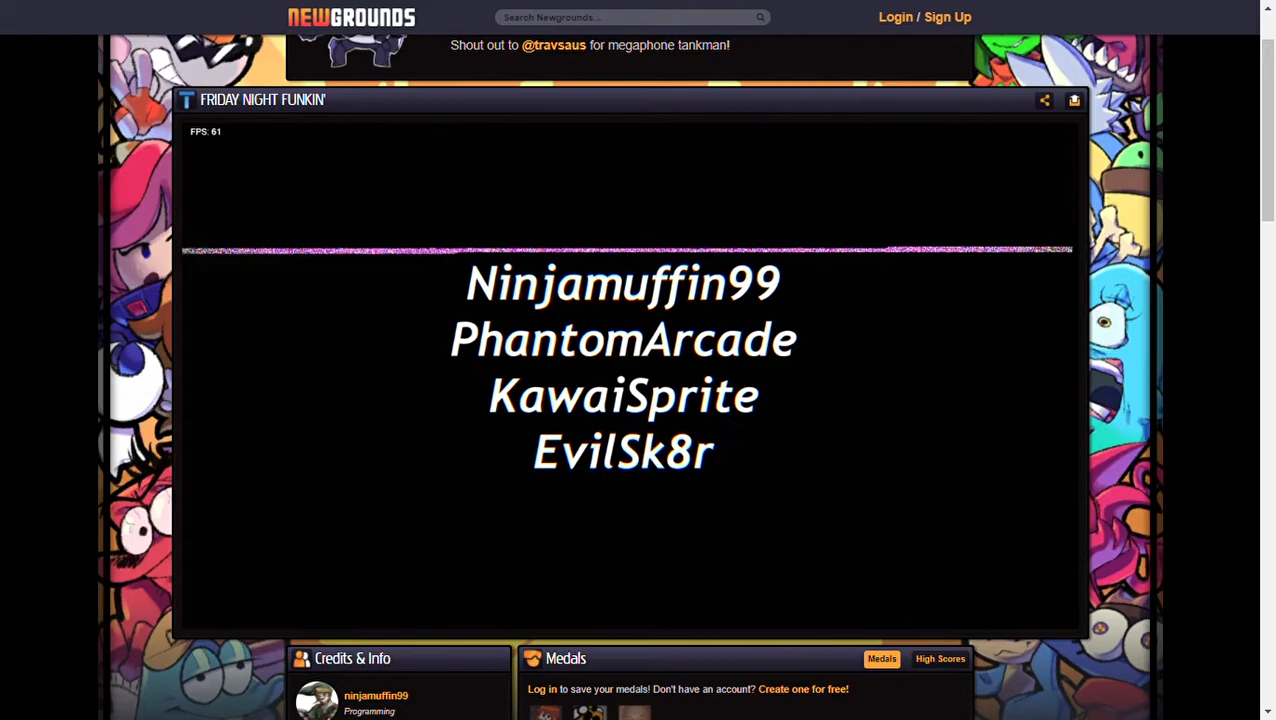 NEWGROUNDS
Search Newgrounds...
Login / Sign Up
Shout out to @travsaus for megaphone tankman!
FRIDAY NIGHT FUNKIN'
FPS: 61
Ninjamuffin99
PhantomArcade
KawaiSprite
EvilSk8r
Credits & Info
Medals
Medals
High Scores
ninjamuffin99
Programming
Log in to save your medals! Don't have an account? Create one for free!